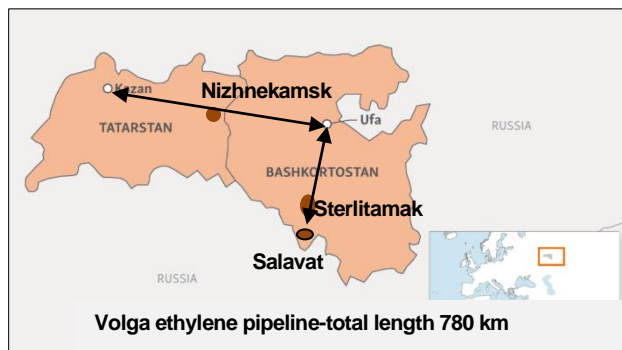 Kazan
Nizhnekamsk
TATARSTAN
Ufa
RUSSIA
BASHKORTOSTAN
Sterlitamak
Salavat
RUSSIA
Volga ethylene pipeline-total length 780 km